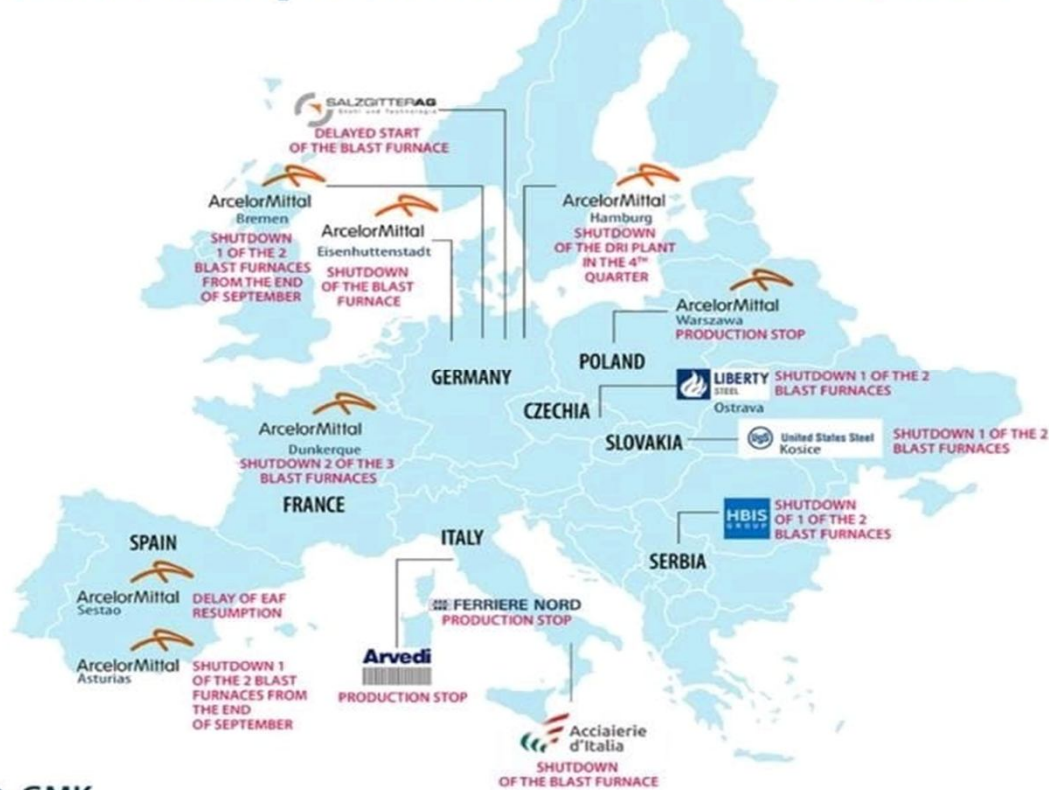 SALZGITTERAG
Stahl und Technologie
DELAYED START
OF THE BLAST FURNACE
ArcelorMittal
Bremen
SHUTDOWN
1 OF THE 2
BLAST FURNACES
FROM THE END
OF SEPTEMBER
ArcelorMittal
Eisenhuttenstadt
SHUTDOWN
OF THE BLAST
FURNACE
ArcelorMittal
Hamburg
SHUTDOWN
OF THE DRI PLANT
IN THE 4TH
QUARTER
ArcelorMittal
Warszawa
PRODUCTION STOP
GERMANY
POLAND
CZECHIA
LIBERTY
STEEL
Ostrava
SHUTDOWN 1 OF THE 2
BLAST FURNACES
SLOVAKIA
USS
United States Steel
Kosice
SHUTDOWN 1 OF THE 2
BLAST FURNACES
ArcelorMittal
Dunkerque
SHUTDOWN 2 OF THE 3
BLAST FURNACES
FRANCE
HBIS
GROUP
SHUTDOWN
OF 1 OF THE 2
BLAST FURNACES
SERBIA
ITALY
SPAIN
ArcelorMittal
Sestao
DELAY OF EAF
RESUMPTION
ArcelorMittal
Asturias
SHUTDOWN 1
OF THE 2 BLAST
FURNACES FROM
THE END
OF SEPTEMBER
FERRIERE NORD
PRODUCTION STOP
Arvedi
PRODUCTION STOP
Acciaierie
d'Italia
SHUTDOWN
OF THE BLAST FURNACE
GMK